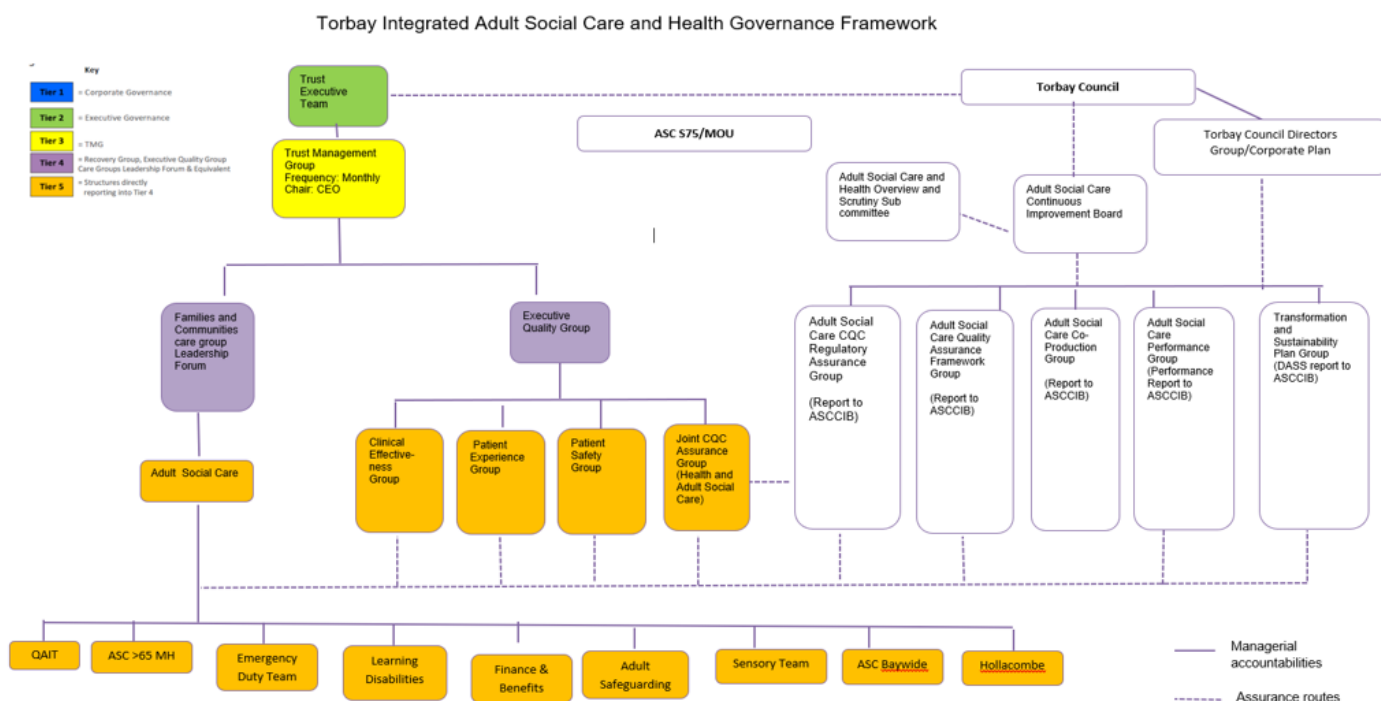 Torbay Integrated Adult Social Care and Health Governance Framework
Key
Tier 1
= Corporate Governance
Tier 2
= Executive Governance
Tier 3
= TMG
Tier 4
= Recovery Group, Executive Quality Group
Care Groups Leadership Forum & Equivalent
Tier 5
= Structures directly
reporting into Tier 4
Trust
Executive
Team
Torbay Council
ASC S75/MOU
Torbay Council Directors
Group/Corporate Plan
Trust Management
Group
Frequency: Monthly
Chair: CEO
Adult Social Care and
Health Overview and
Scrutiny Sub
committee
Adult Social Care
Continuous
Improvement Board
Families and
Communities
care group
Leadership
Forum
Executive
Quality Group
Adult Social
Care CQC
Regulatory
Assurance
Group
(Report to
ASCCIB)
Adult Social
Care Quality
Assurance
Framework
Group
(Report to
ASCCIB)
Adult Social
Care Co-
Production
Group
(Report to
ASCCIB)
Adult Social
Care
Performance
Group
(Performance
Report to
ASCCIB)
Transformation
and
Sustainability
Plan Group
(DASS report to
ASCCIB)
Adult Social Care
Clinical
Effective-
ness
Group
Patient
Experience
Group
Patient
Safety
Group
Joint CQC
Assurance
Group
(Health and
Adult Social
Care)
QAIT
ASC >65 MH
Emergency
Duty Team
Learning
Disabilities
Finance &
Benefits
Adult
Safeguarding
Sensory Team
ASC Baywide
Hollacombe
Managerial
accountabilities
Assurance routes